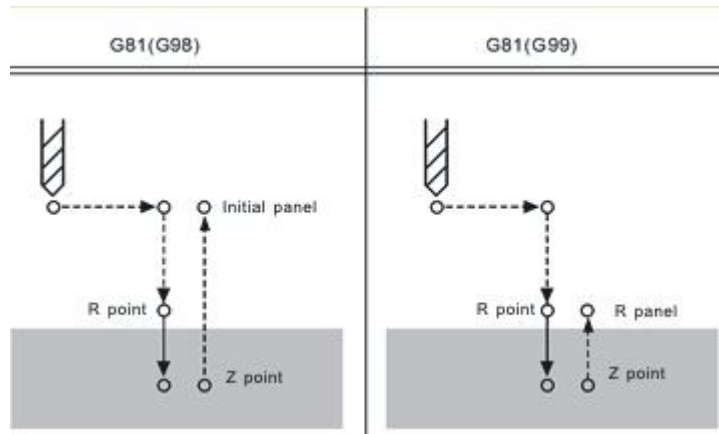 G81(G98)
G81(G99)
Initial panel
R point
Z point
R point
R panel
Z point